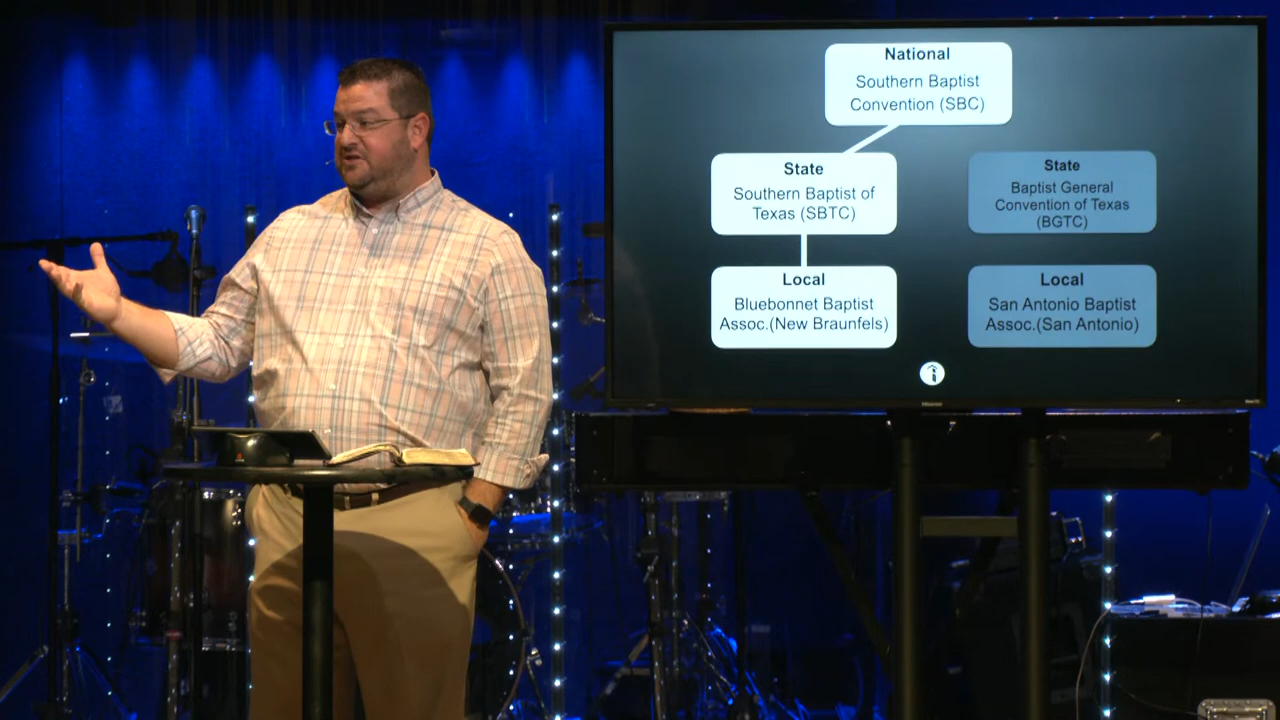 National
Southern Baptist
Convention (SBC)
State
Southern Baptist of
Texas (SBTC)
State
Baptist General
Convention of Texas
(BGTC)
Local
Bluebonnet Baptist
Assoc.(New Braunfels)
Local
San Antonio Baptist
Assoc.(San Antonio)
Hisense